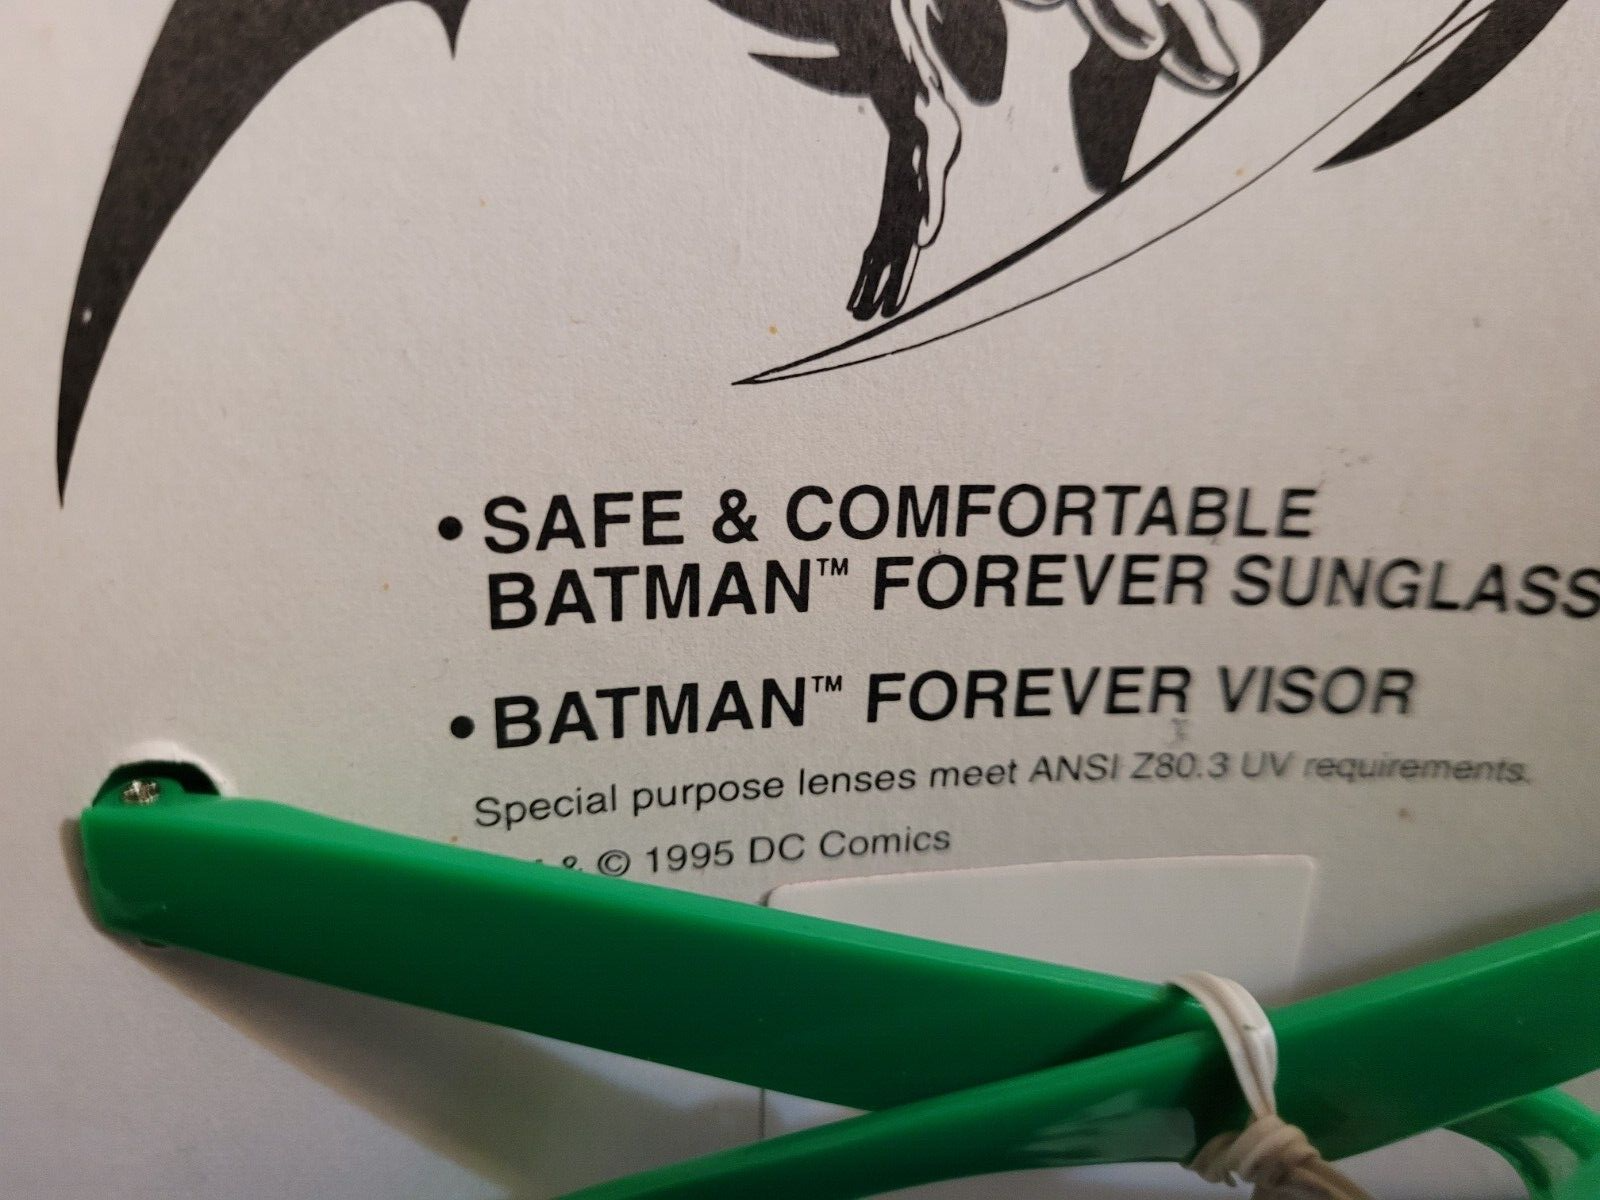 • SAFE & COMFORTABLE
BATMAN™ FOREVER SUNGLASS
• BATMAN™ FOREVER VISOR
Special purpose lenses meet ANSI Z80.3 UV requirements.
& © 1995 DC Comics